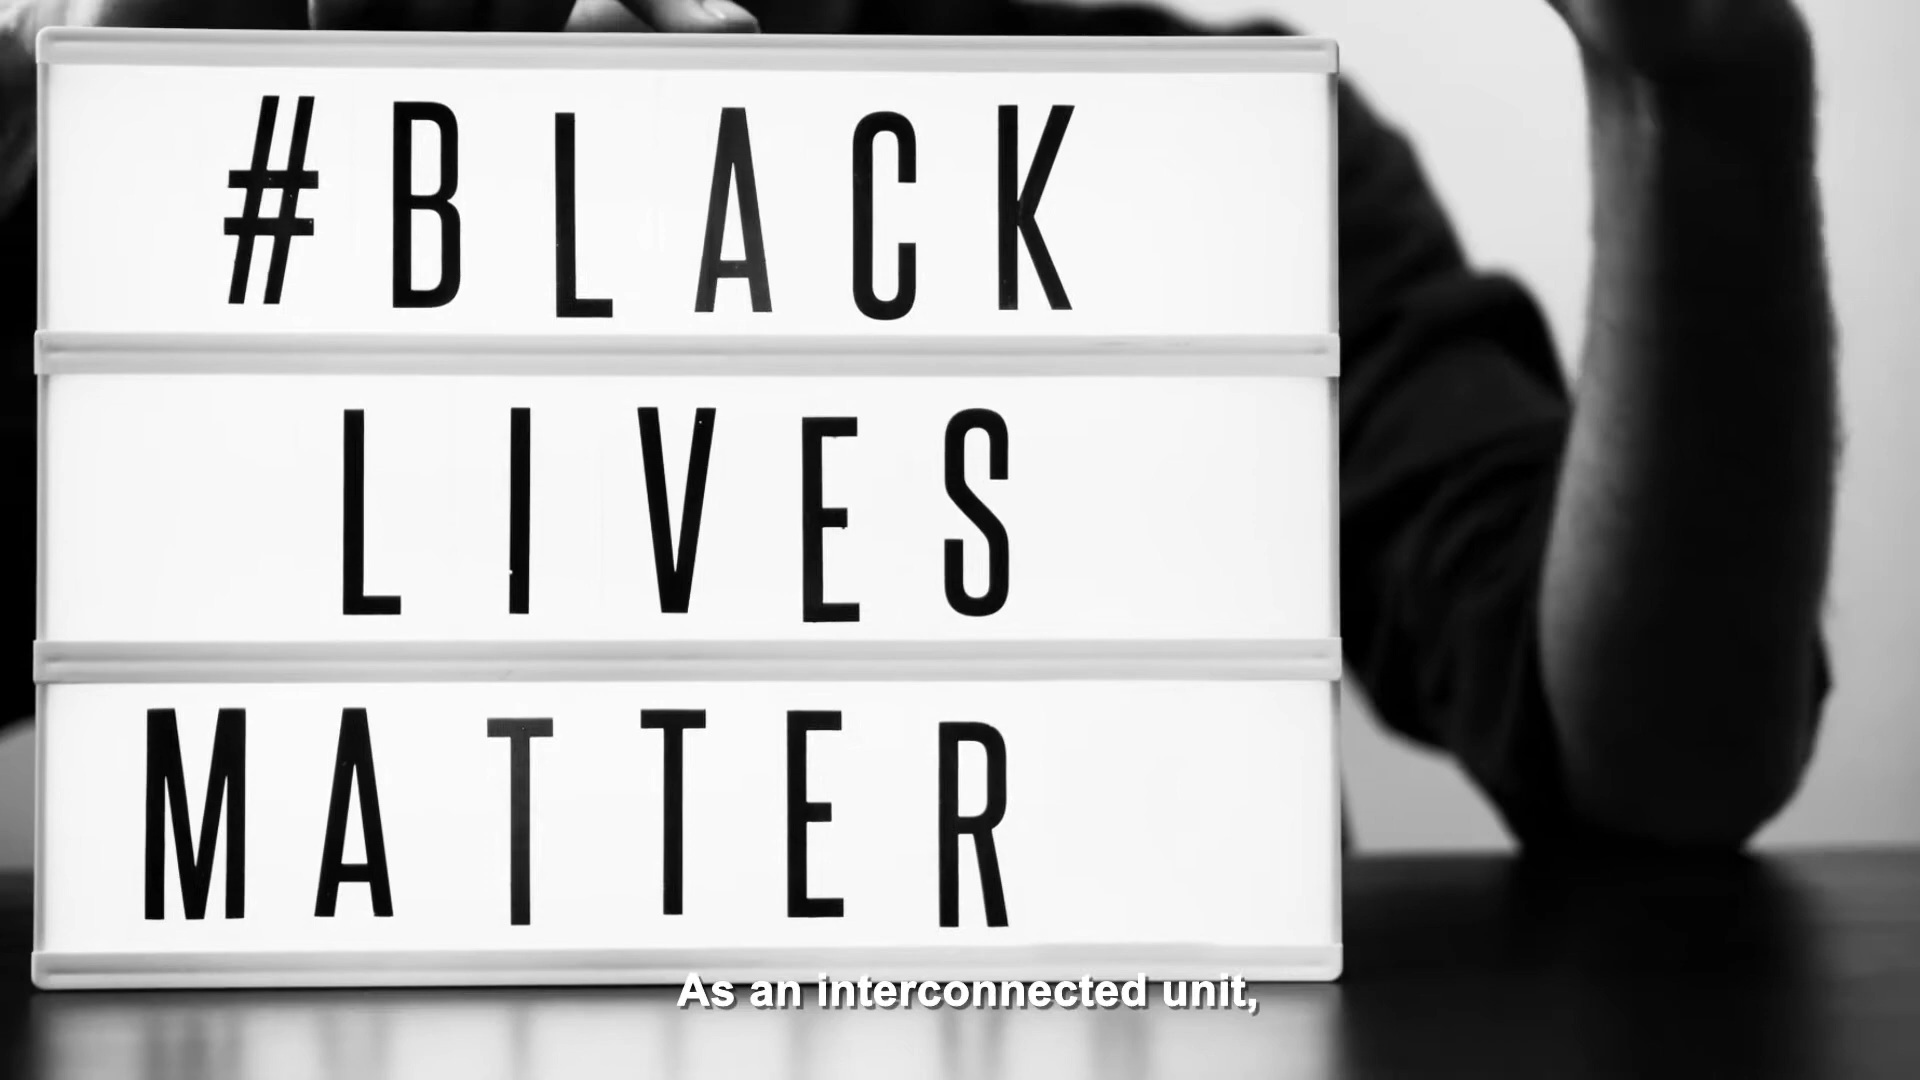 #BLACK
LIVES
MATTER
As an interconnected unit,